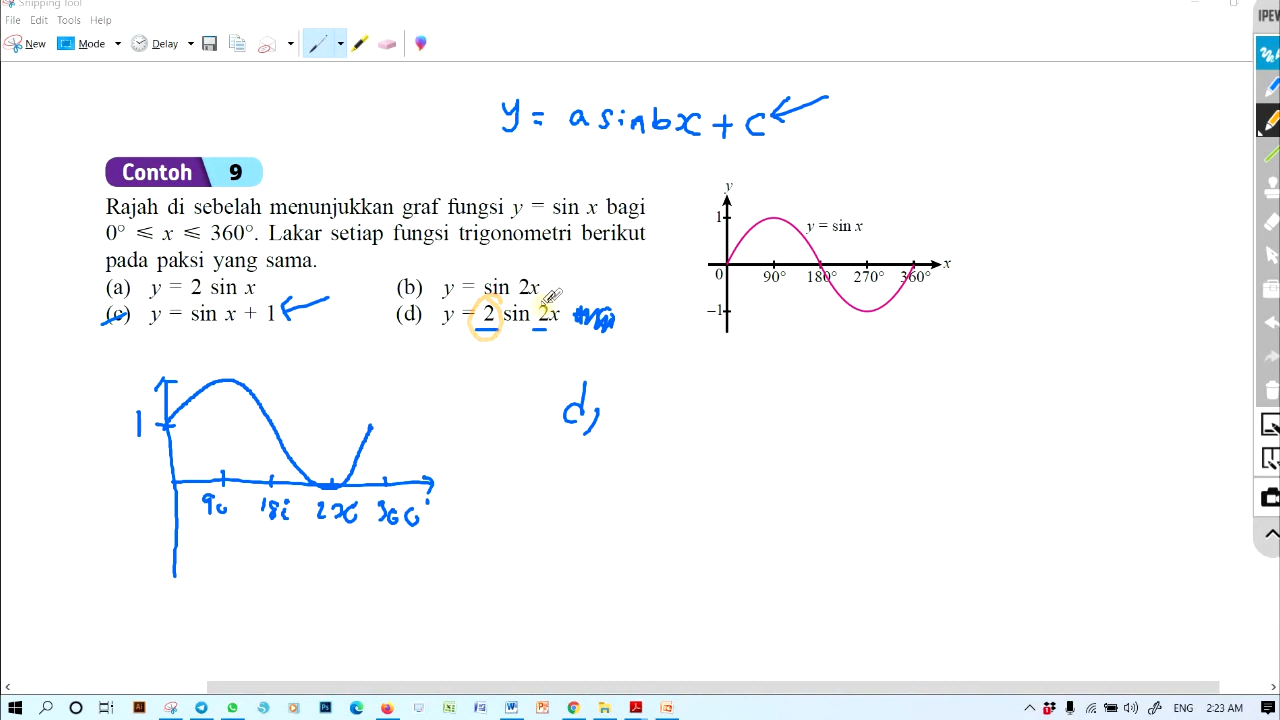 Snipping Tool
File Edit Tools Help
New Mode Delay
IPEV
y = a sin bx + c
Contoh 9
Rajah di sebelah menunjukkan graf fungsi y = sin x bagi
0° ⩽ x ⩽ 360°. Lakar setiap fungsi trigonometri berikut
pada paksi yang sama.
(a) y = 2 sin x (b) y = sin 2x
(c) y = sin x + 1 (d) y = 2 sin 2x
y
1
y = sin x
0 90° 180° 270° 360° x
−1
1
90 180 360°
d,
ENG 2:23 AM